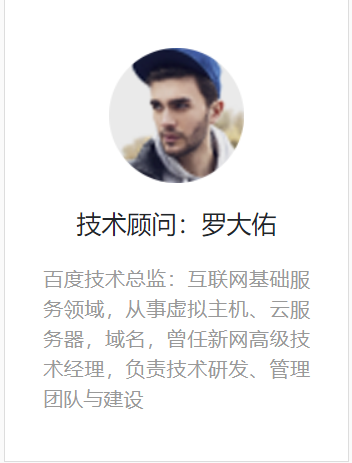 技术顾问：罗大佑
百度技术总监：互联网基础服
务领域，从事虚拟主机、云服
务器，域名，曾任新网高级技
术经理，负责技术研发、管理
团队与建设